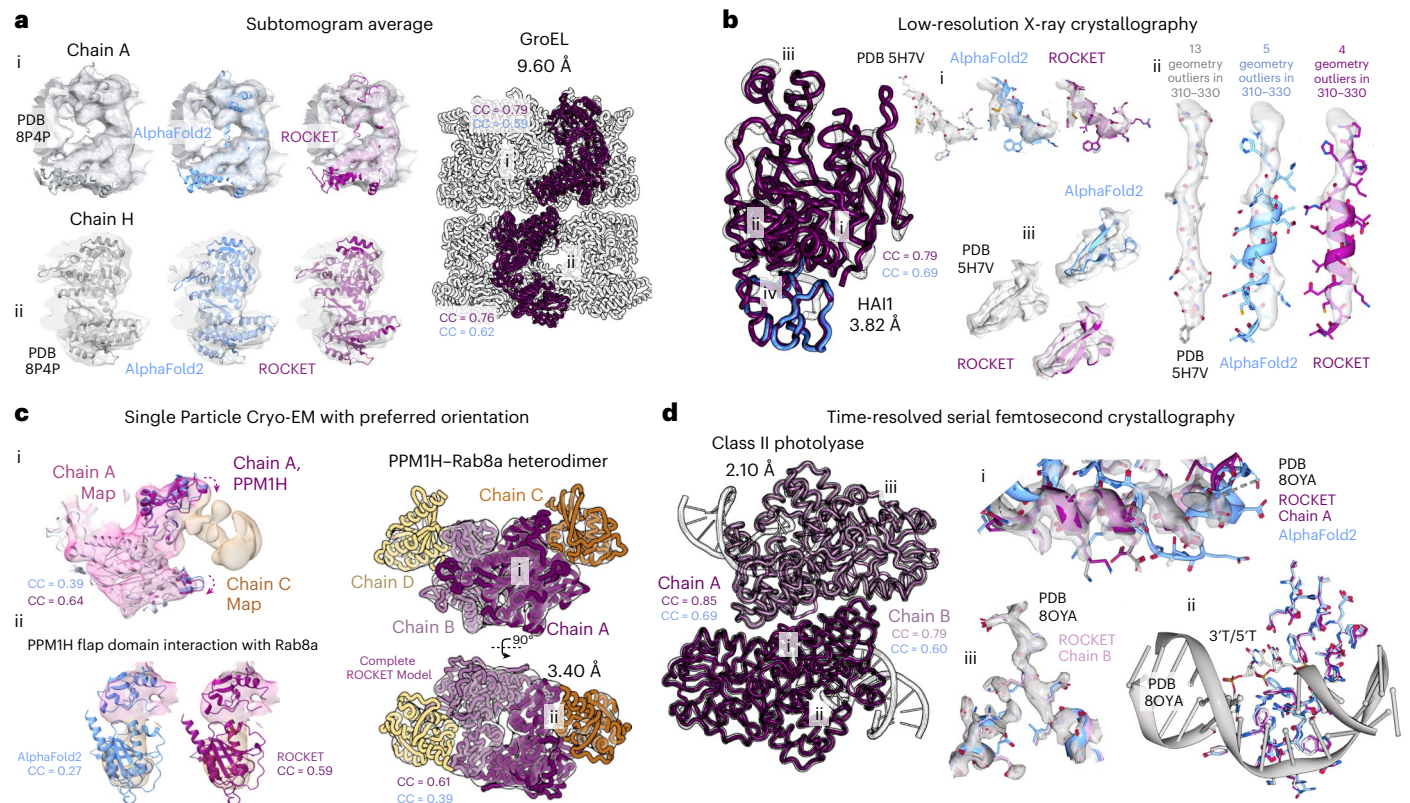 a
Subtomogram average
i
Chain A
PDB
8P4P
AlphaFold2
ROCKET
Chain H
ii
PDB
8P4P
AlphaFold2
ROCKET
GroEL
9.60 Å
CC = 0.79
CC = 0.59
i
ii
CC = 0.76
CC = 0.62
b
Low-resolution X-ray crystallography
iii
ii
i
iv
CC = 0.79
CC = 0.69
HAI1
3.82 Å
PDB 5H7V
i
AlphaFold2
ROCKET
AlphaFold2
iii
PDB
5H7V
ROCKET
ii
13
geometry
outliers in
310–330
5
geometry
outliers in
310–330
4
geometry
outliers in
310–330
PDB
5H7V
AlphaFold2
ROCKET
c
Single Particle Cryo-EM with preferred orientation
i
Chain A
Map
Chain A,
PPM1H
CC = 0.39
CC = 0.64
Chain C
Map
ii
PPM1H flap domain interaction with Rab8a
AlphaFold2
CC = 0.27
ROCKET
CC = 0.59
PPM1H–Rab8a heterodimer
Chain C
Chain D
i
Chain B
Chain A
90°
Complete
ROCKET Model
3.40 Å
ii
CC = 0.61
CC = 0.39
d
Time-resolved serial femtosecond crystallography
Class II photolyase
2.10 Å
iii
Chain A
CC = 0.85
CC = 0.69
Chain B
CC = 0.79
CC = 0.60
i
ii
i
PDB
8OYA
ROCKET
Chain A
AlphaFold2
PDB
8OYA
iii
ROCKET
Chain B
ii
3′T/5′T
PDB
8OYA